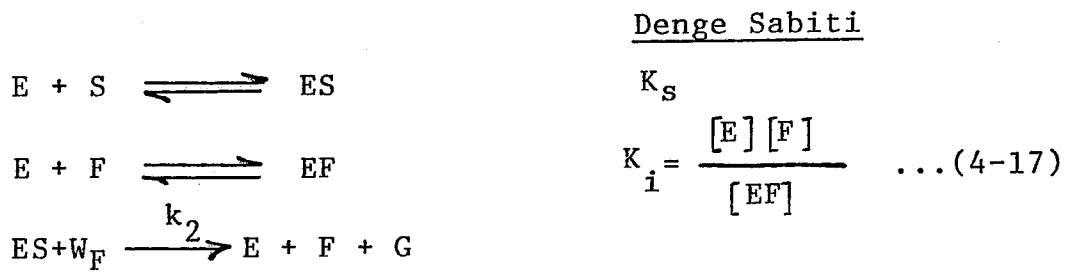 Denge Sabiti
E + S ⇌ ES K_s
E + F ⇌ EF K_i = [E][F] / [EF] ...(4-17)
ES+W_F —k_2→ E + F + G